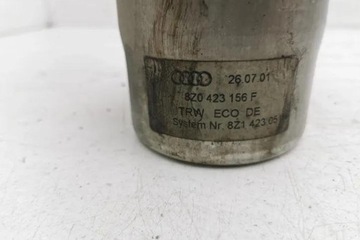 26.07.01
8Z0 423 156 F
TRW ECO DE
System Nr. 8Z1 423 05